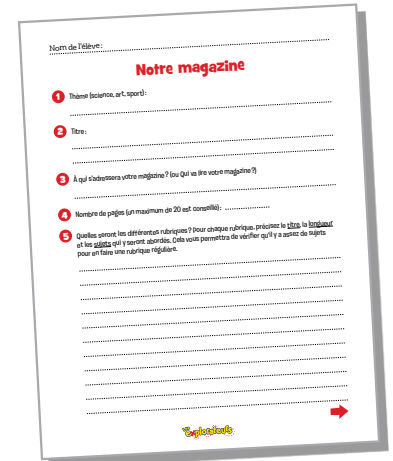 Nom de l'élève :
Notre magazine
1 Thème (science, art, sport) :
2 Titre :
3 À qui s'adressera votre magazine ? (ou Qui va lire votre magazine ?)
4 Nombre de pages (un maximum de 20 est conseillé) :
5 Quelles seront les différentes rubriques ? Pour chaque rubrique, précisez le titre, la longueur
et les sujets qui y seront abordés. Cela vous permettra de vérifier qu'il y a assez de sujets
pour en faire une rubrique régulière.
Les Explorateurs